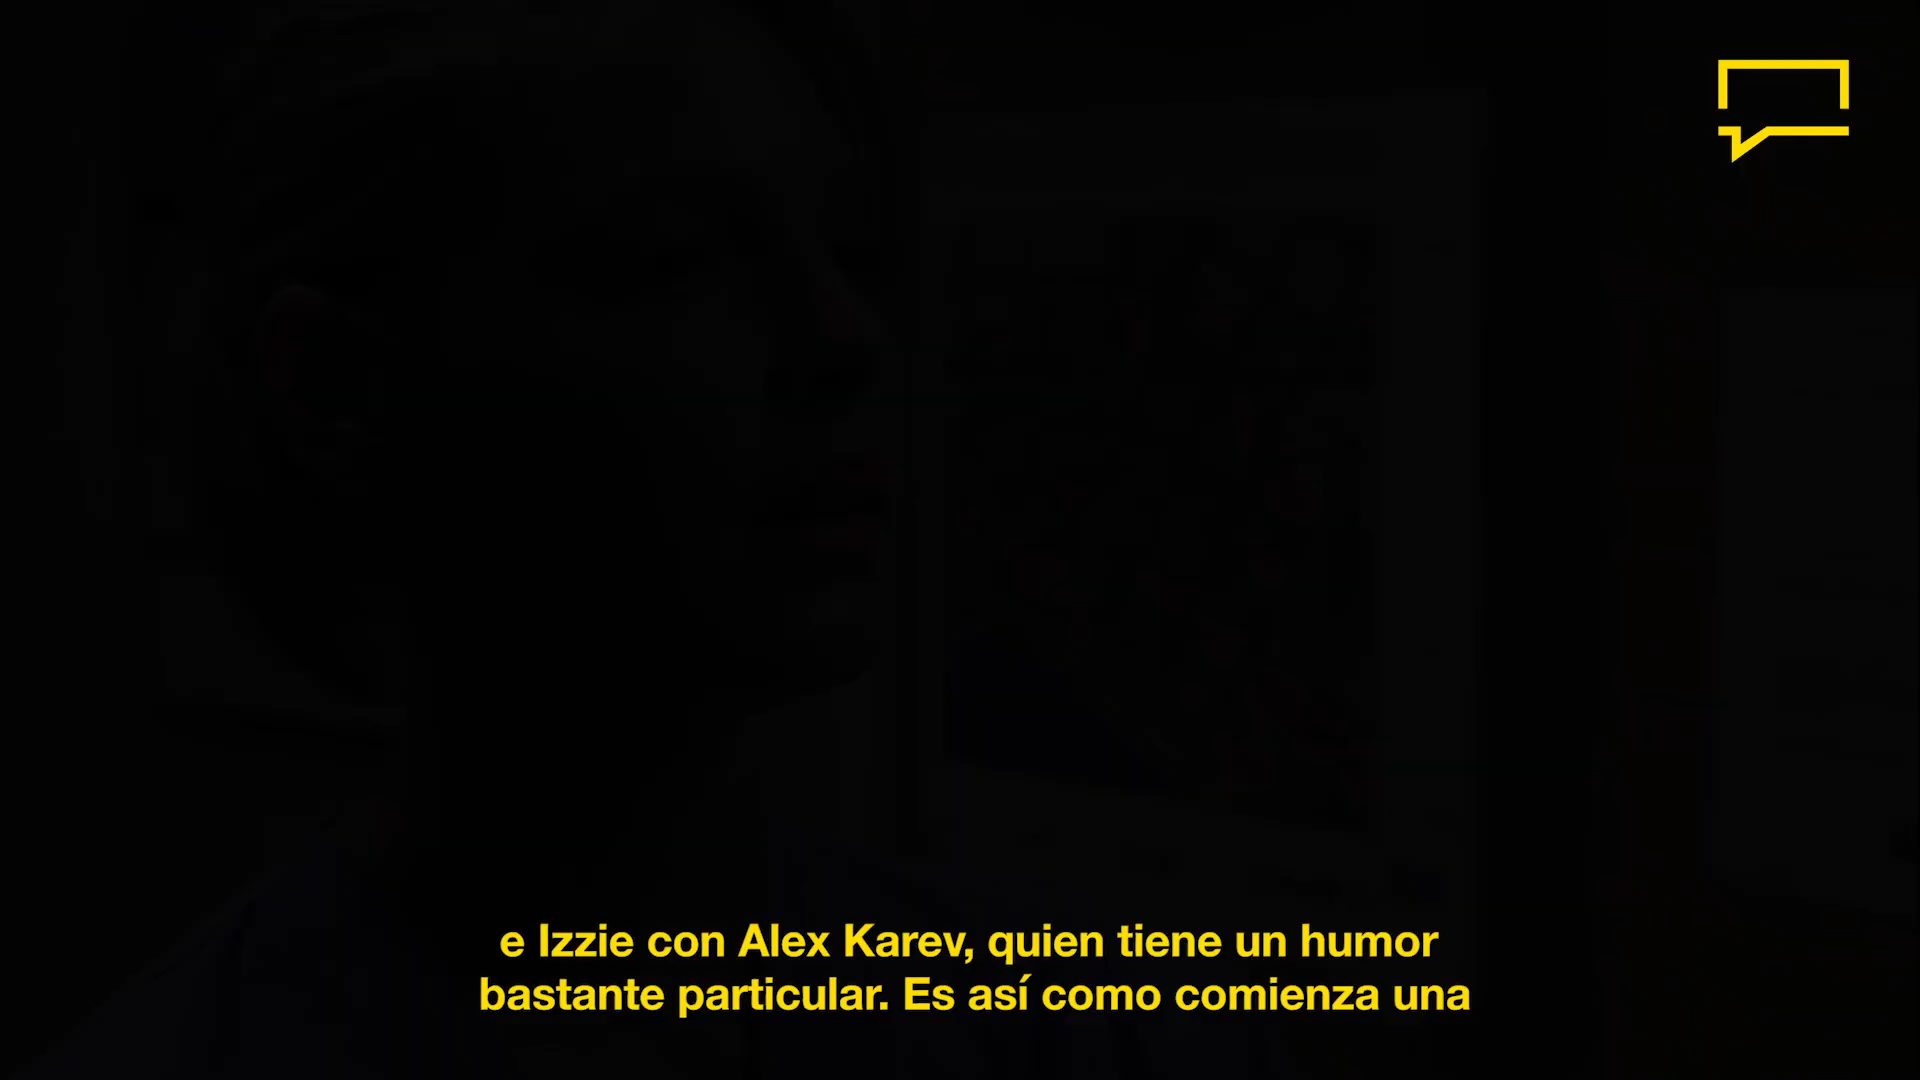 e Izzie con Alex Karev, quien tiene un humor
bastante particular. Es así como comienza una